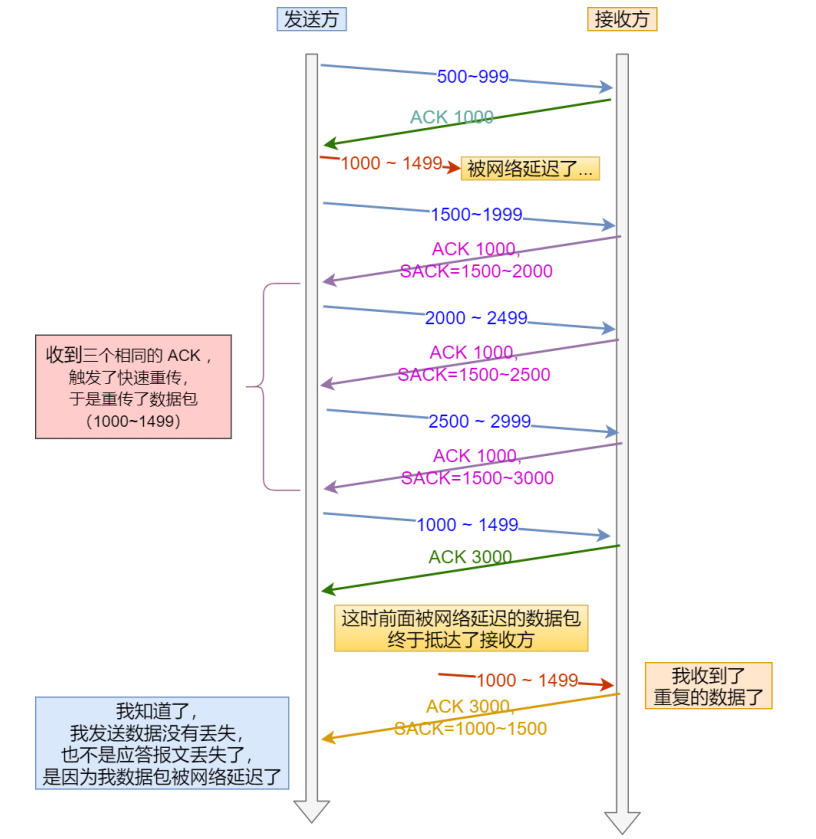 发送方
接收方
500~999
ACK 1000
1000 ~ 1499
被网络延迟了...
1500~1999
ACK 1000,
SACK=1500~2000
2000 ~ 2499
收到三个相同的 ACK ，
触发了快速重传，
于是重传了数据包
（1000~1499）
ACK 1000,
SACK=1500~2500
2500 ~ 2999
ACK 1000,
SACK=1500~3000
1000 ~ 1499
ACK 3000
这时前面被网络延迟的数据包
终于抵达了接收方
1000 ~ 1499
我收到了
重复的数据了
ACK 3000,
SACK=1000~1500
我知道了，
我发送数据没有丢失，
也不是应答报文丢失了，
是因为我数据包被网络延迟了